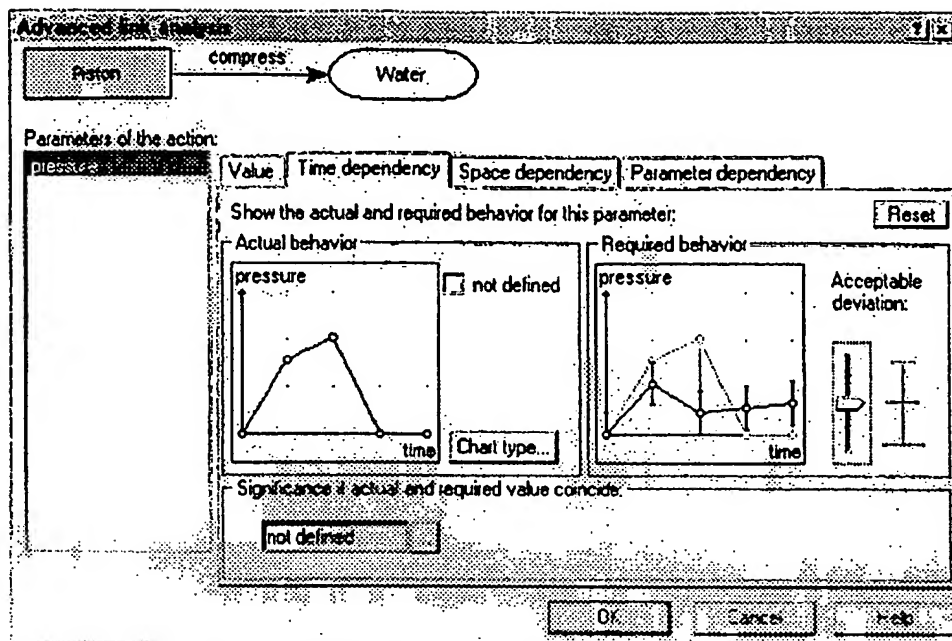 Advanced link analysis
? x
Piston
compress
Water
Parameters of the action:
pressure
Value Time dependency Space dependency Parameter dependency
Show the actual and required behavior for this parameter:
Reset
Actual behavior
pressure
not defined
time
Chart type...
Required behavior
pressure
time
Acceptable
deviation:
Significance if actual and required value coincide:
not defined
OK Cancel Help